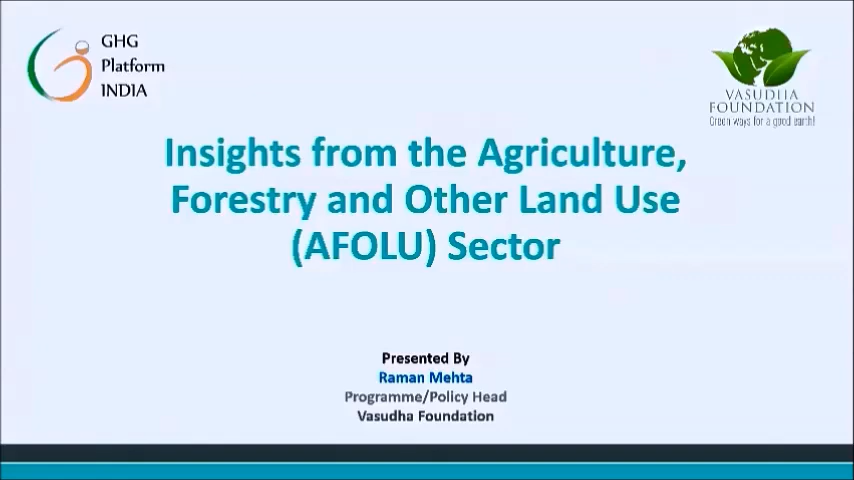 GHG
Platform
INDIA
VASUDHA
FOUNDATION
Green ways for a good earth!
Insights from the Agriculture,
Forestry and Other Land Use
(AFOLU) Sector
Presented By
Raman Mehta
Programme/Policy Head
Vasudha Foundation